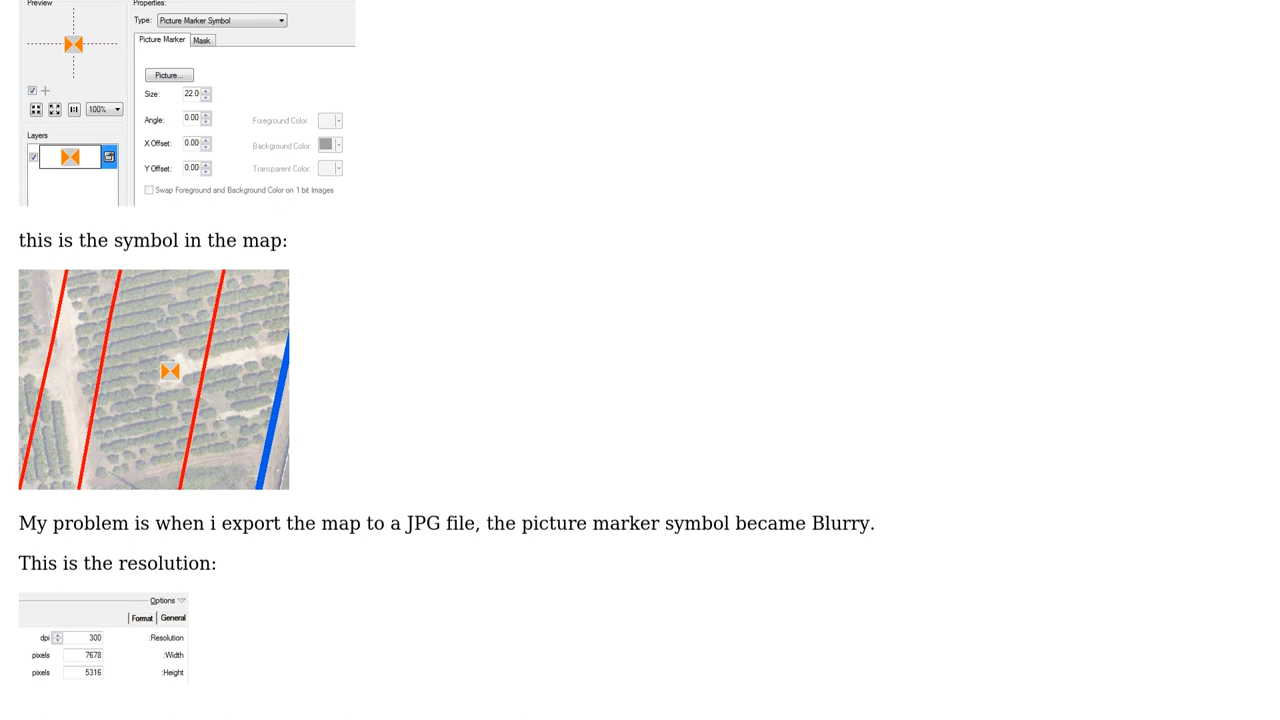 Preview
Properties:
Type: Picture Marker Symbol
Picture Marker Mask
Picture...
100%
Size: 22.0
Angle: 0.00 Foreground Color:
Layers
X Offset: 0.00 Background Color:
Y Offset: 0.00 Transparent Color:
Swap Foreground and Background Color on 1 bit Images
this is the symbol in the map:
My problem is when i export the map to a JPG file, the picture marker symbol became Blurry.
This is the resolution:
Options
Format General
dpi 300 :Resolution
pixels 7678 :Width
pixels 5316 :Height